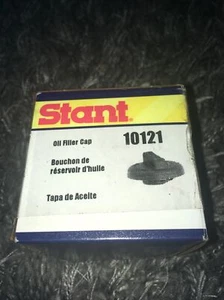 Stant®
Oil Filler Cap
10121
Bouchon de
réservoir d'huile
Tapa de Aceite